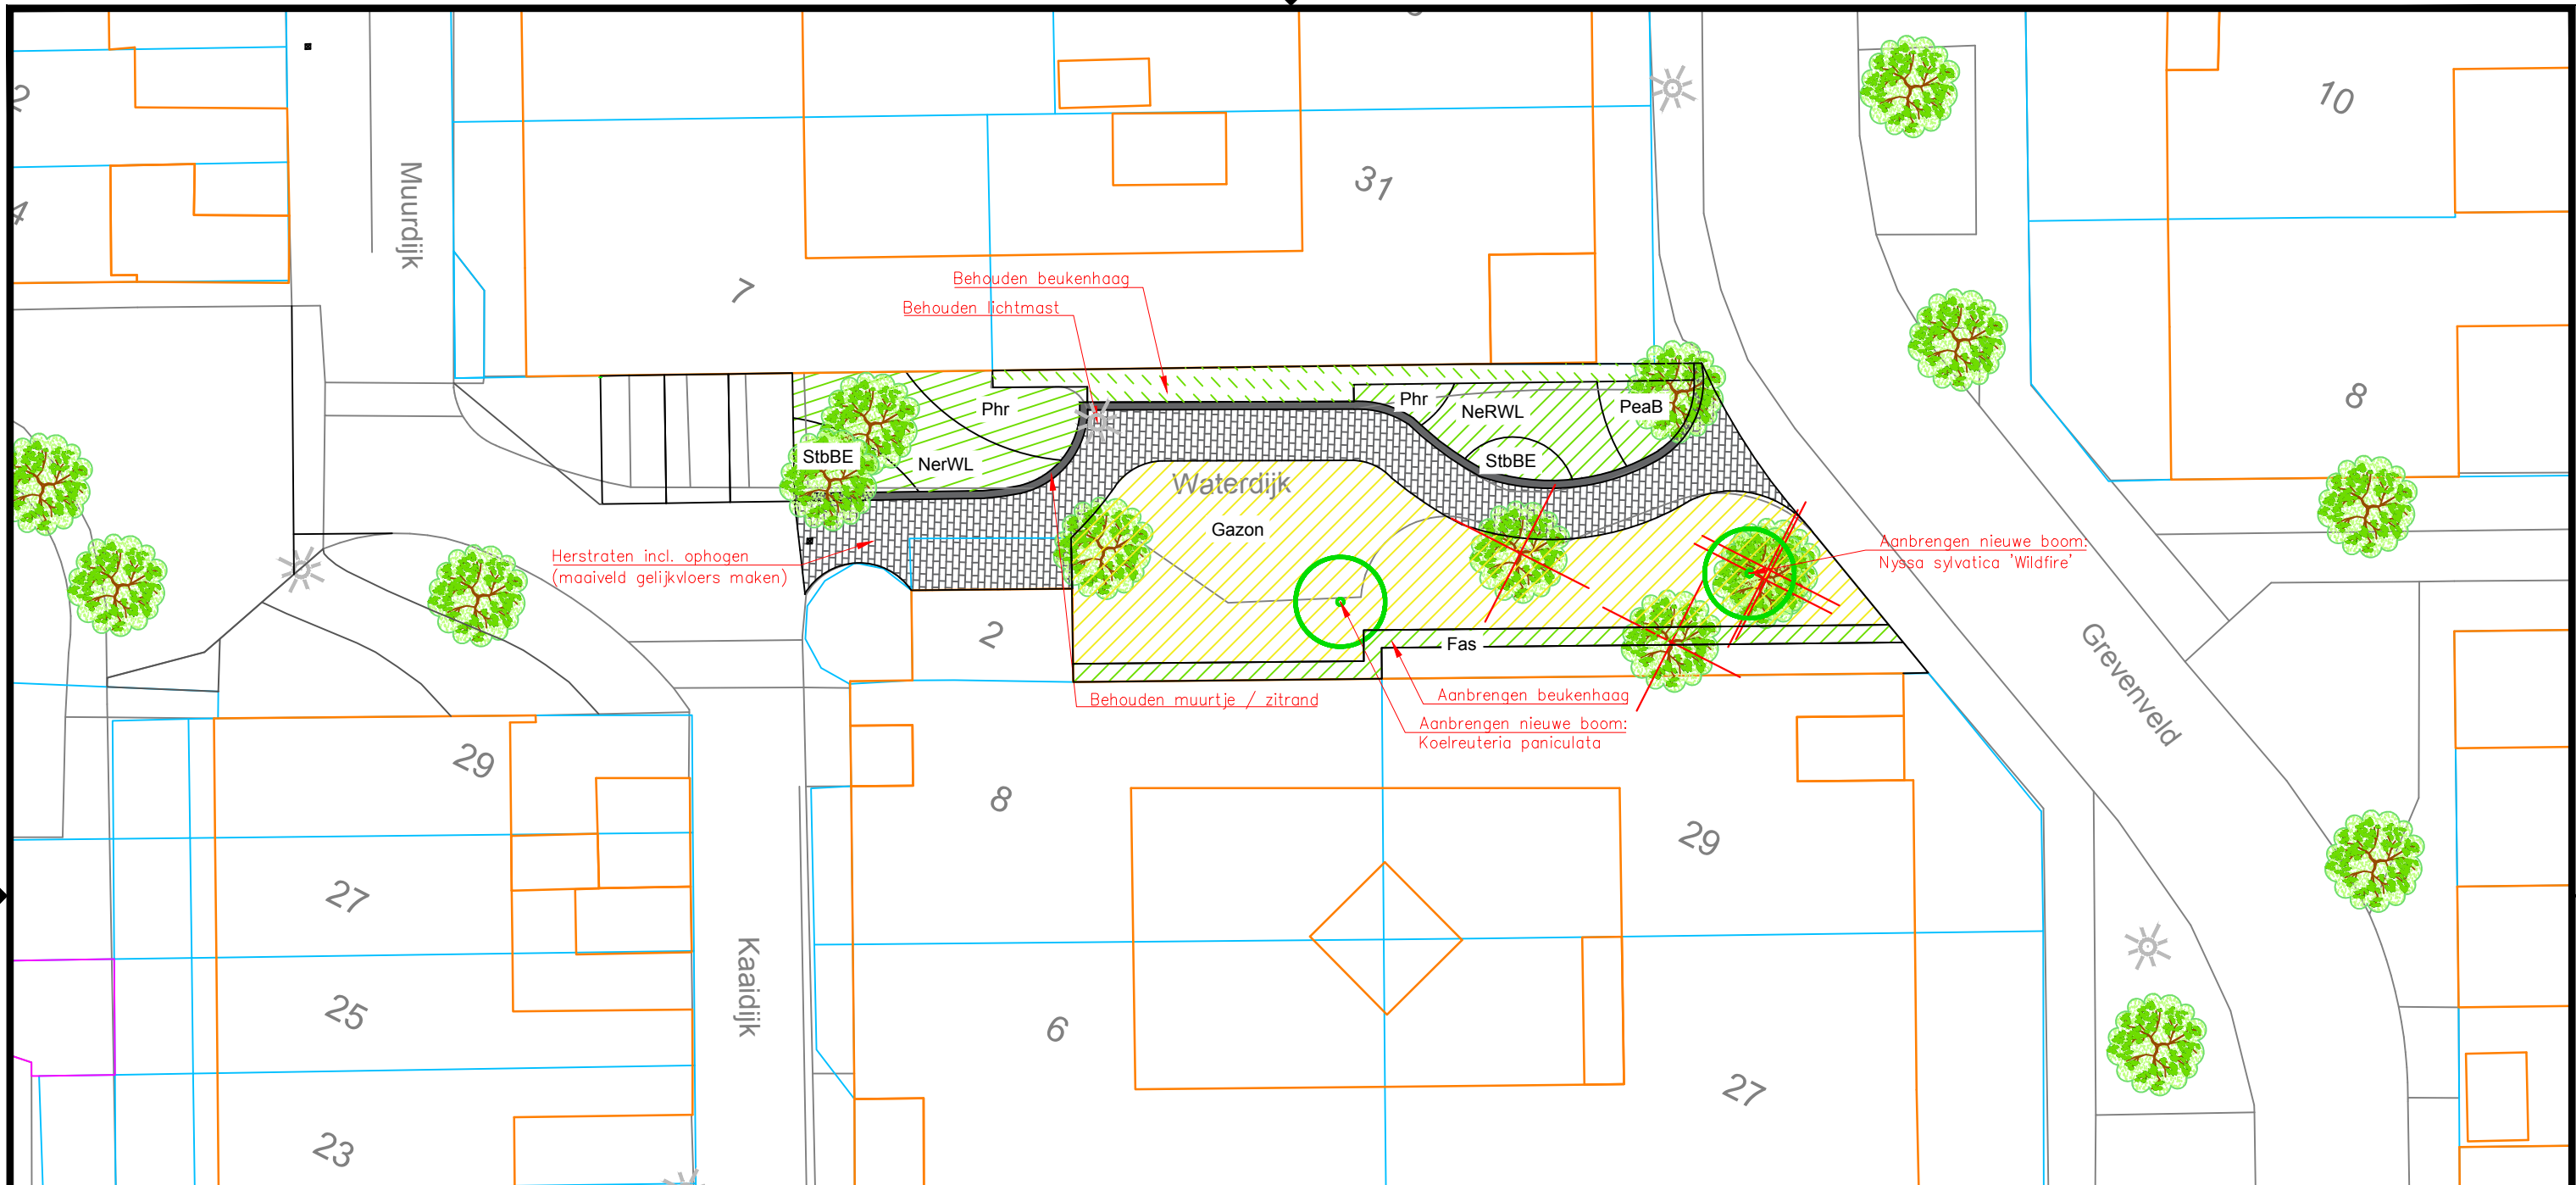 10
2
Muurdijk
31
4
7
Behouden beukenhaag
Behouden lichtmast
8
Phr
Phr
NeRWL
PeaB
StbBE
NerWL
StbBE
Waterdijk
Gazon
Herstraten incl. ophogen
(maaiveld gelijkvloers maken)
Aanbrengen nieuwe boom:
Nyssa sylvatica 'Wildfire'
2
Fas
Grevenveld
Behouden muurtje / zitrand
Aanbrengen beukenhaag
Aanbrengen nieuwe boom:
Koelreuteria paniculata
29
8
29
27
Kaaidijk
25
6
27
23